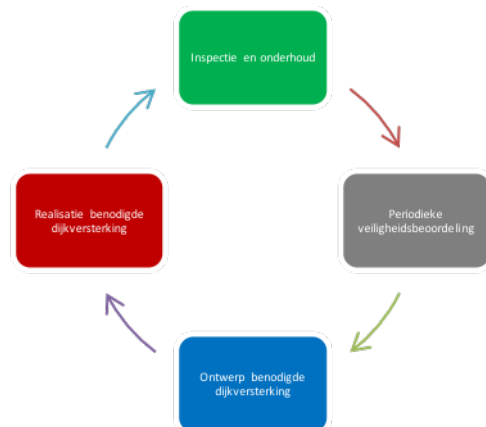 Inspectie en onderhoud
Periodieke
veiligheidsbeoordeling
Ontwerp benodigde
dijkversterking
Realisatie benodigde
dijkversterking